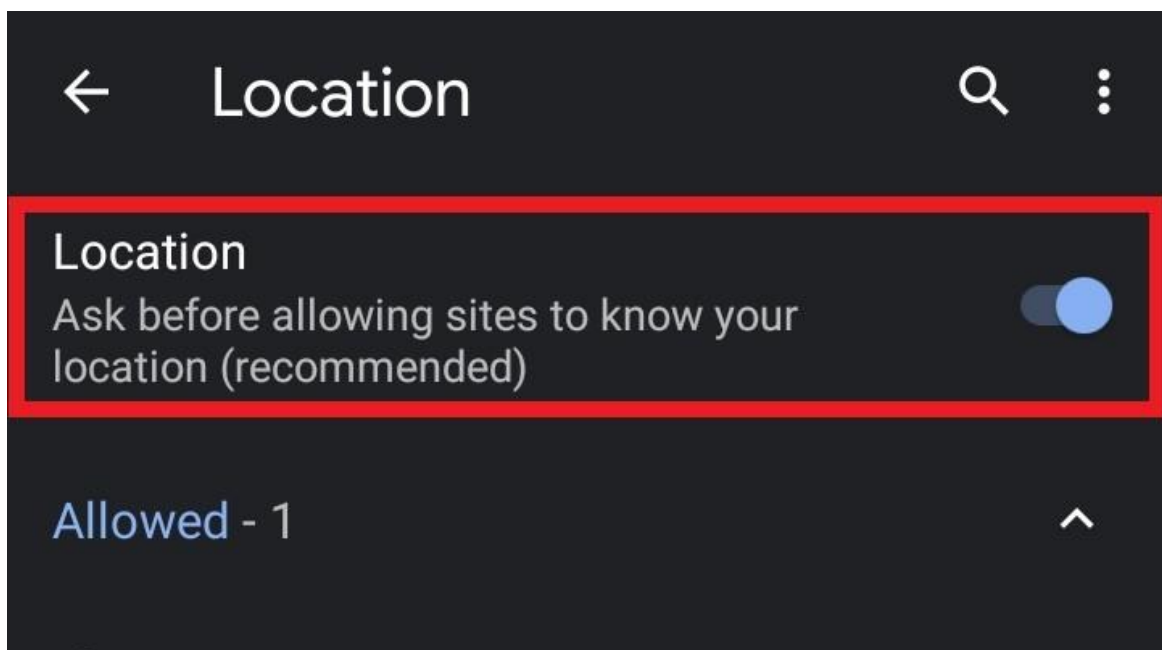 Location
Location
Ask before allowing sites to know your
location (recommended)
Allowed - 1